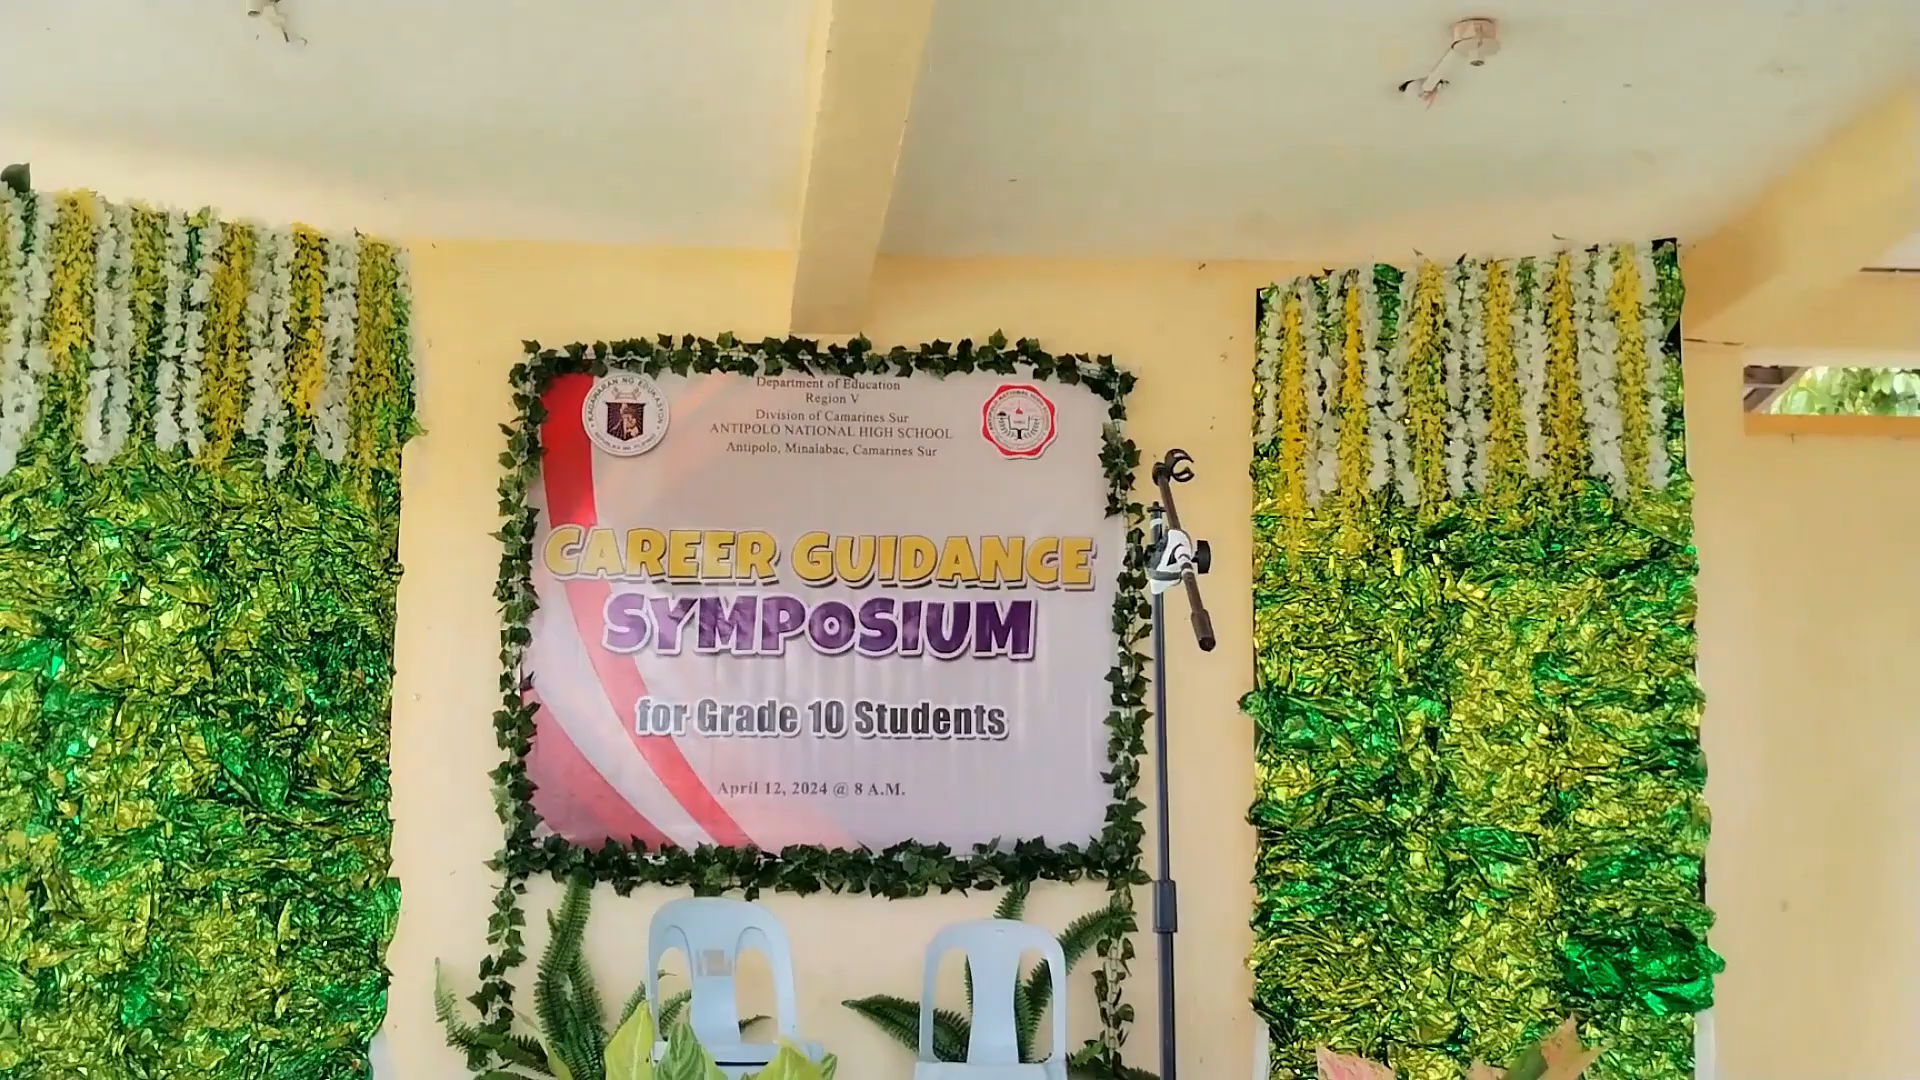 Department of Education
Region V
Division of Camarines Sur
ANTIPOLO NATIONAL HIGH SCHOOL
Antipolo, Minalabac, Camarines Sur
CAREER GUIDANCE
SYMPOSIUM
for Grade 10 Students
April 12, 2024 @ 8 A.M.